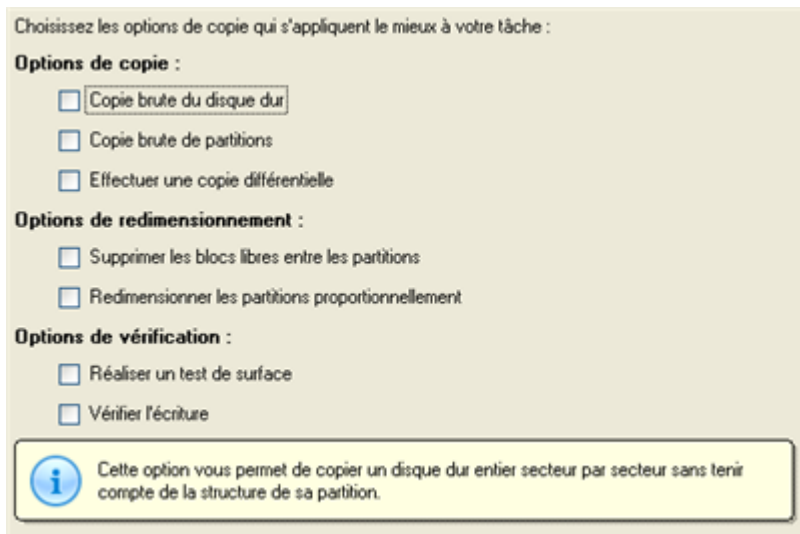 Choisissez les options de copie qui s'appliquent le mieux à votre tâche :
Options de copie :
Copie brute du disque dur
Copie brute de partitions
Effectuer une copie différentielle
Options de redimensionnement :
Supprimer les blocs libres entre les partitions
Redimensionner les partitions proportionnellement
Options de vérification :
Réaliser un test de surface
Vérifier l'écriture
Cette option vous permet de copier un disque dur entier secteur par secteur sans tenir
compte de la structure de sa partition.